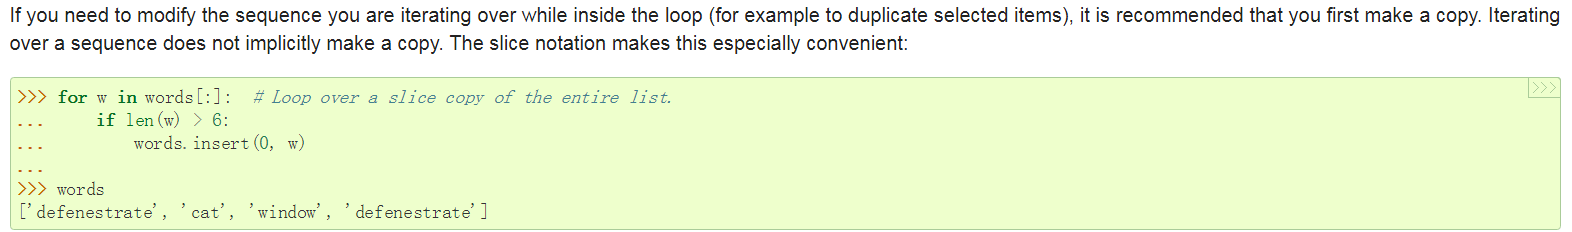 If you need to modify the sequence you are iterating over while inside the loop (for example to duplicate selected items), it is recommended that you first make a copy. Iterating
over a sequence does not implicitly make a copy. The slice notation makes this especially convenient:
>>> for w in words[:]:  # Loop over a slice copy of the entire list.
>>>
...     if len(w) > 6:
...         words.insert(0, w)
...
>>> words
['defenestrate', 'cat', 'window', 'defenestrate']